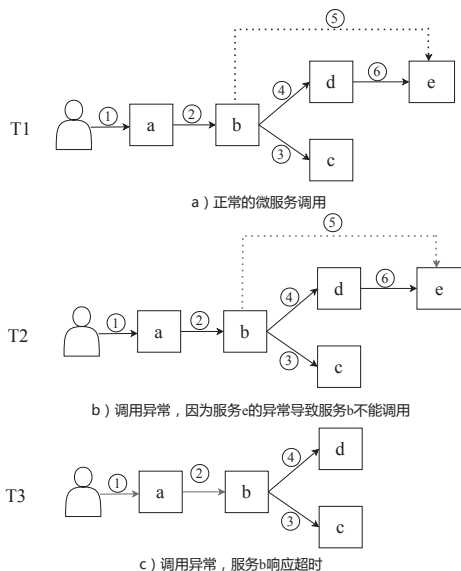 ⑤
④
d
⑥
e
T1
①
a
②
b
③
c
a）正常的微服务调用
⑤
④
d
⑥
e
T2
①
a
②
b
③
c
b）调用异常，因为服务e的异常导致服务b不能调用
④
d
T3
①
a
②
b
③
c
c）调用异常，服务b响应超时